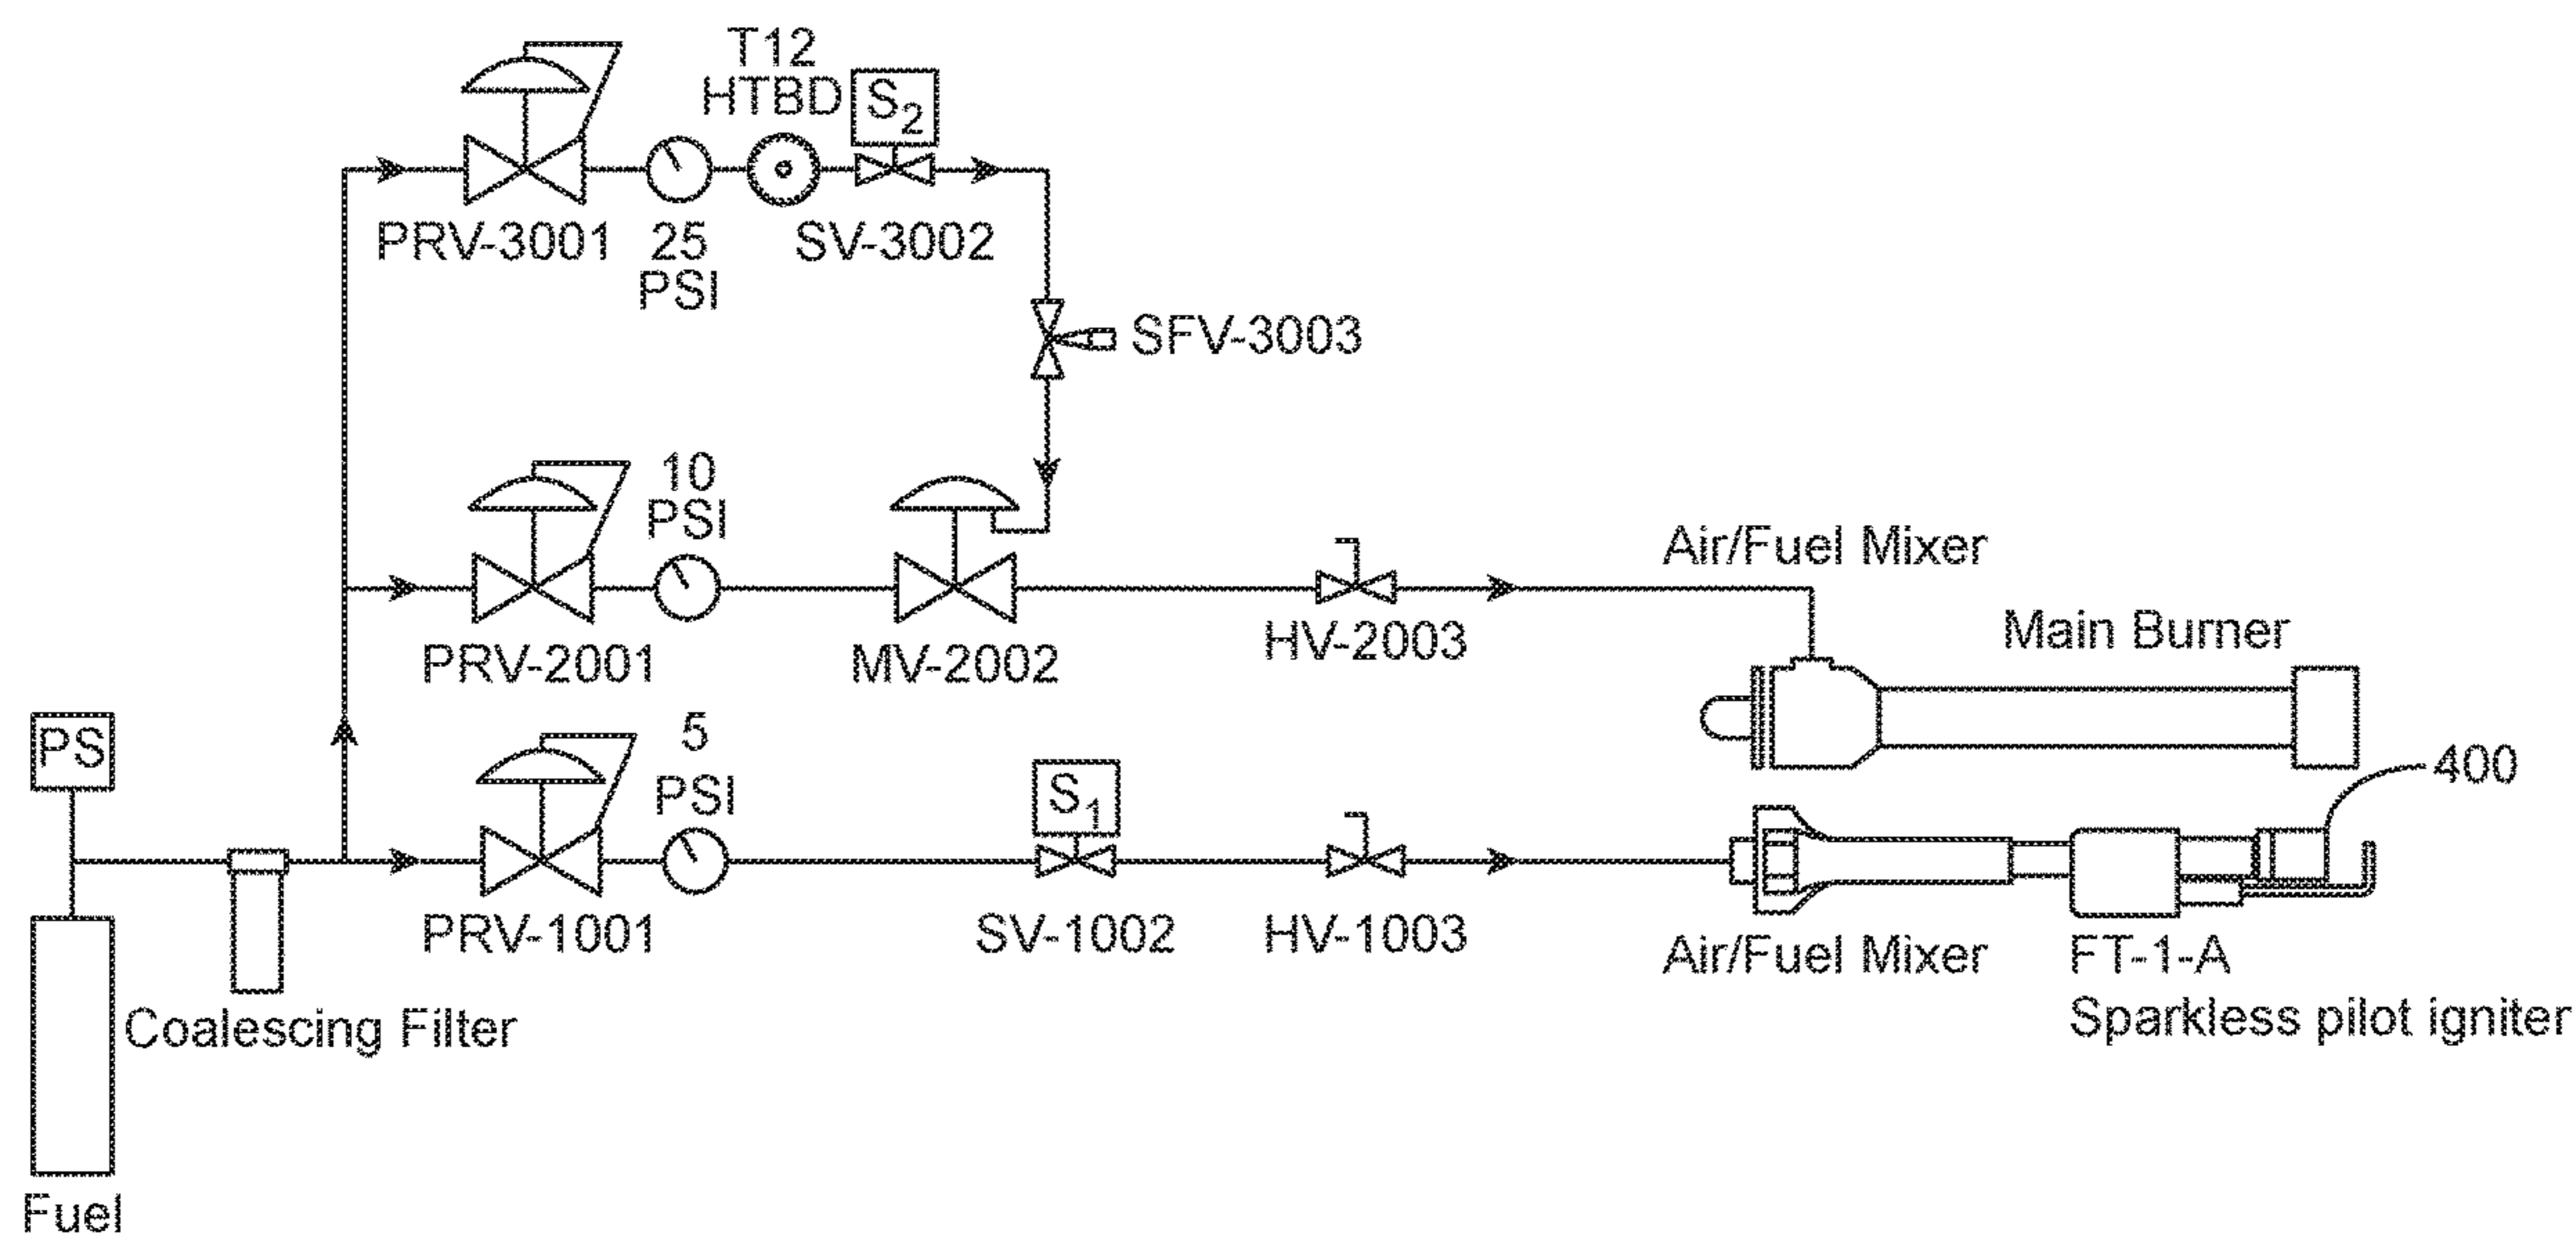 T12
HTBD
S2
PRV-3001
25
PSI
SV-3002
SFV-3003
10
PSI
PRV-2001
MV-2002
HV-2003
Air/Fuel Mixer
Main Burner
PS
5
PSI
S1
400
PRV-1001
SV-1002
HV-1003
Air/Fuel Mixer
FT-1-A
Sparkless pilot igniter
Coalescing Filter
Fuel